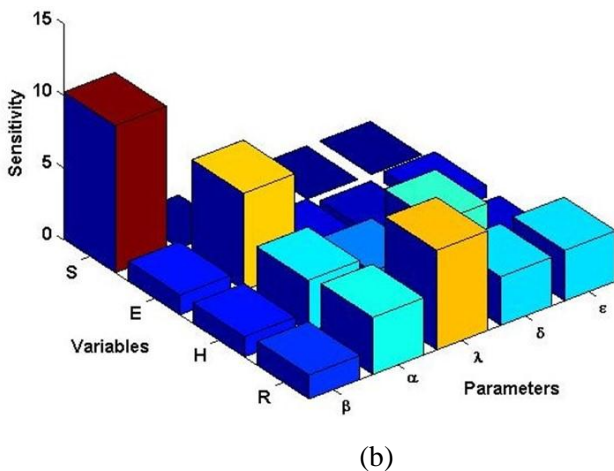 15
10
5
0
Sensitivity
S
E
H
R
Variables
β
α
λ
δ
ε
Parameters
(b)